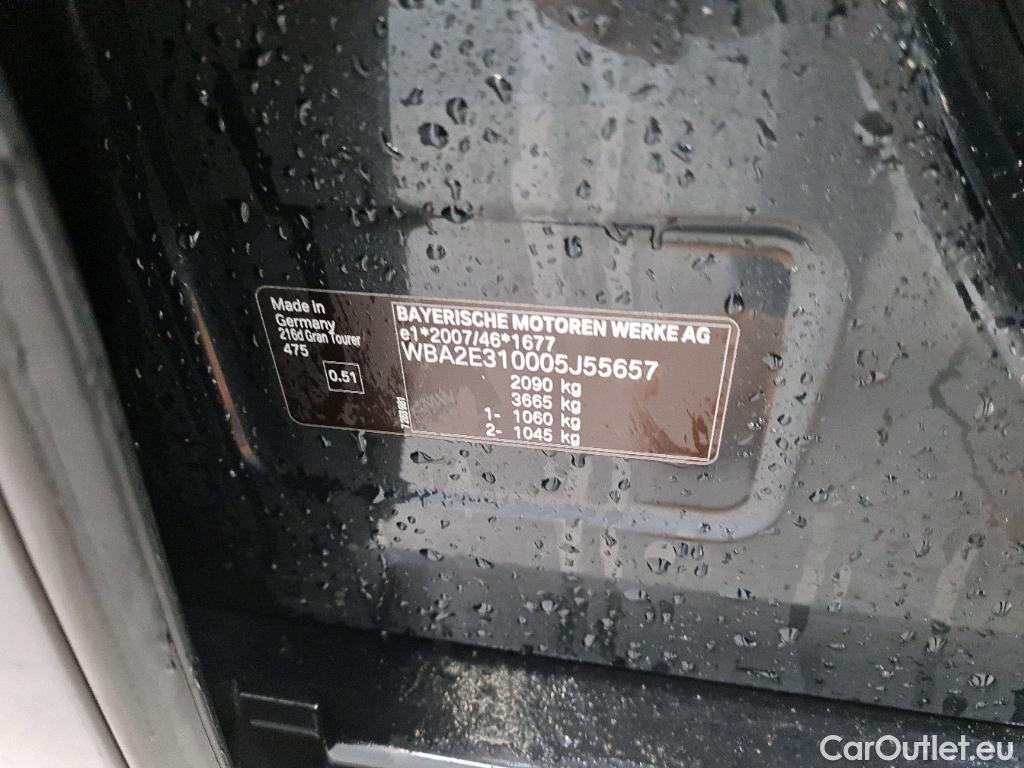 Made in
Germany
216d Gran Tourer
475
0.51
BAYERISCHE MOTOREN WERKE AG
e1*2007/46*1677
WBA2E310005J55657
2090 kg
3665 kg
1- 1060 kg
2- 1045 kg
CarOutlet.eu